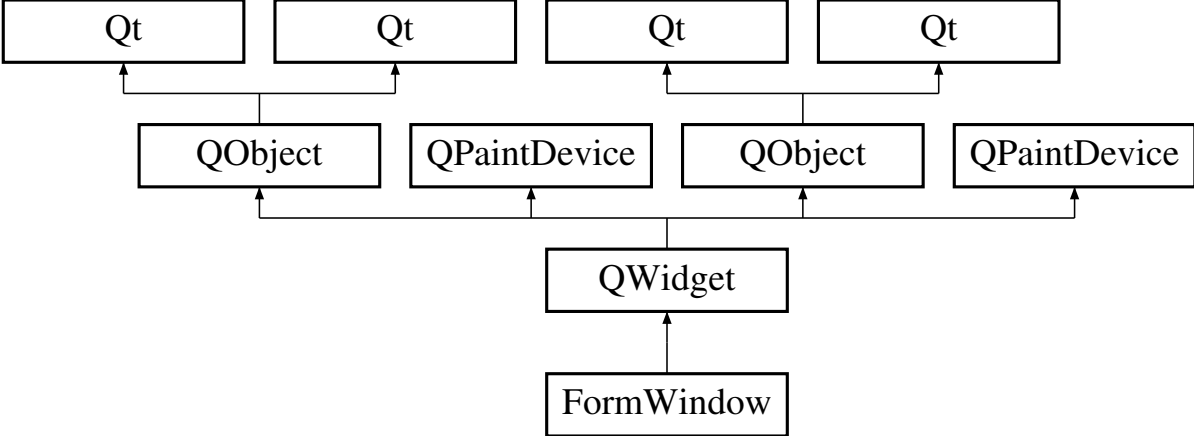 Qt Qt Qt Qt
QObject QPaintDevice QObject QPaintDevice
QWidget
FormWindow